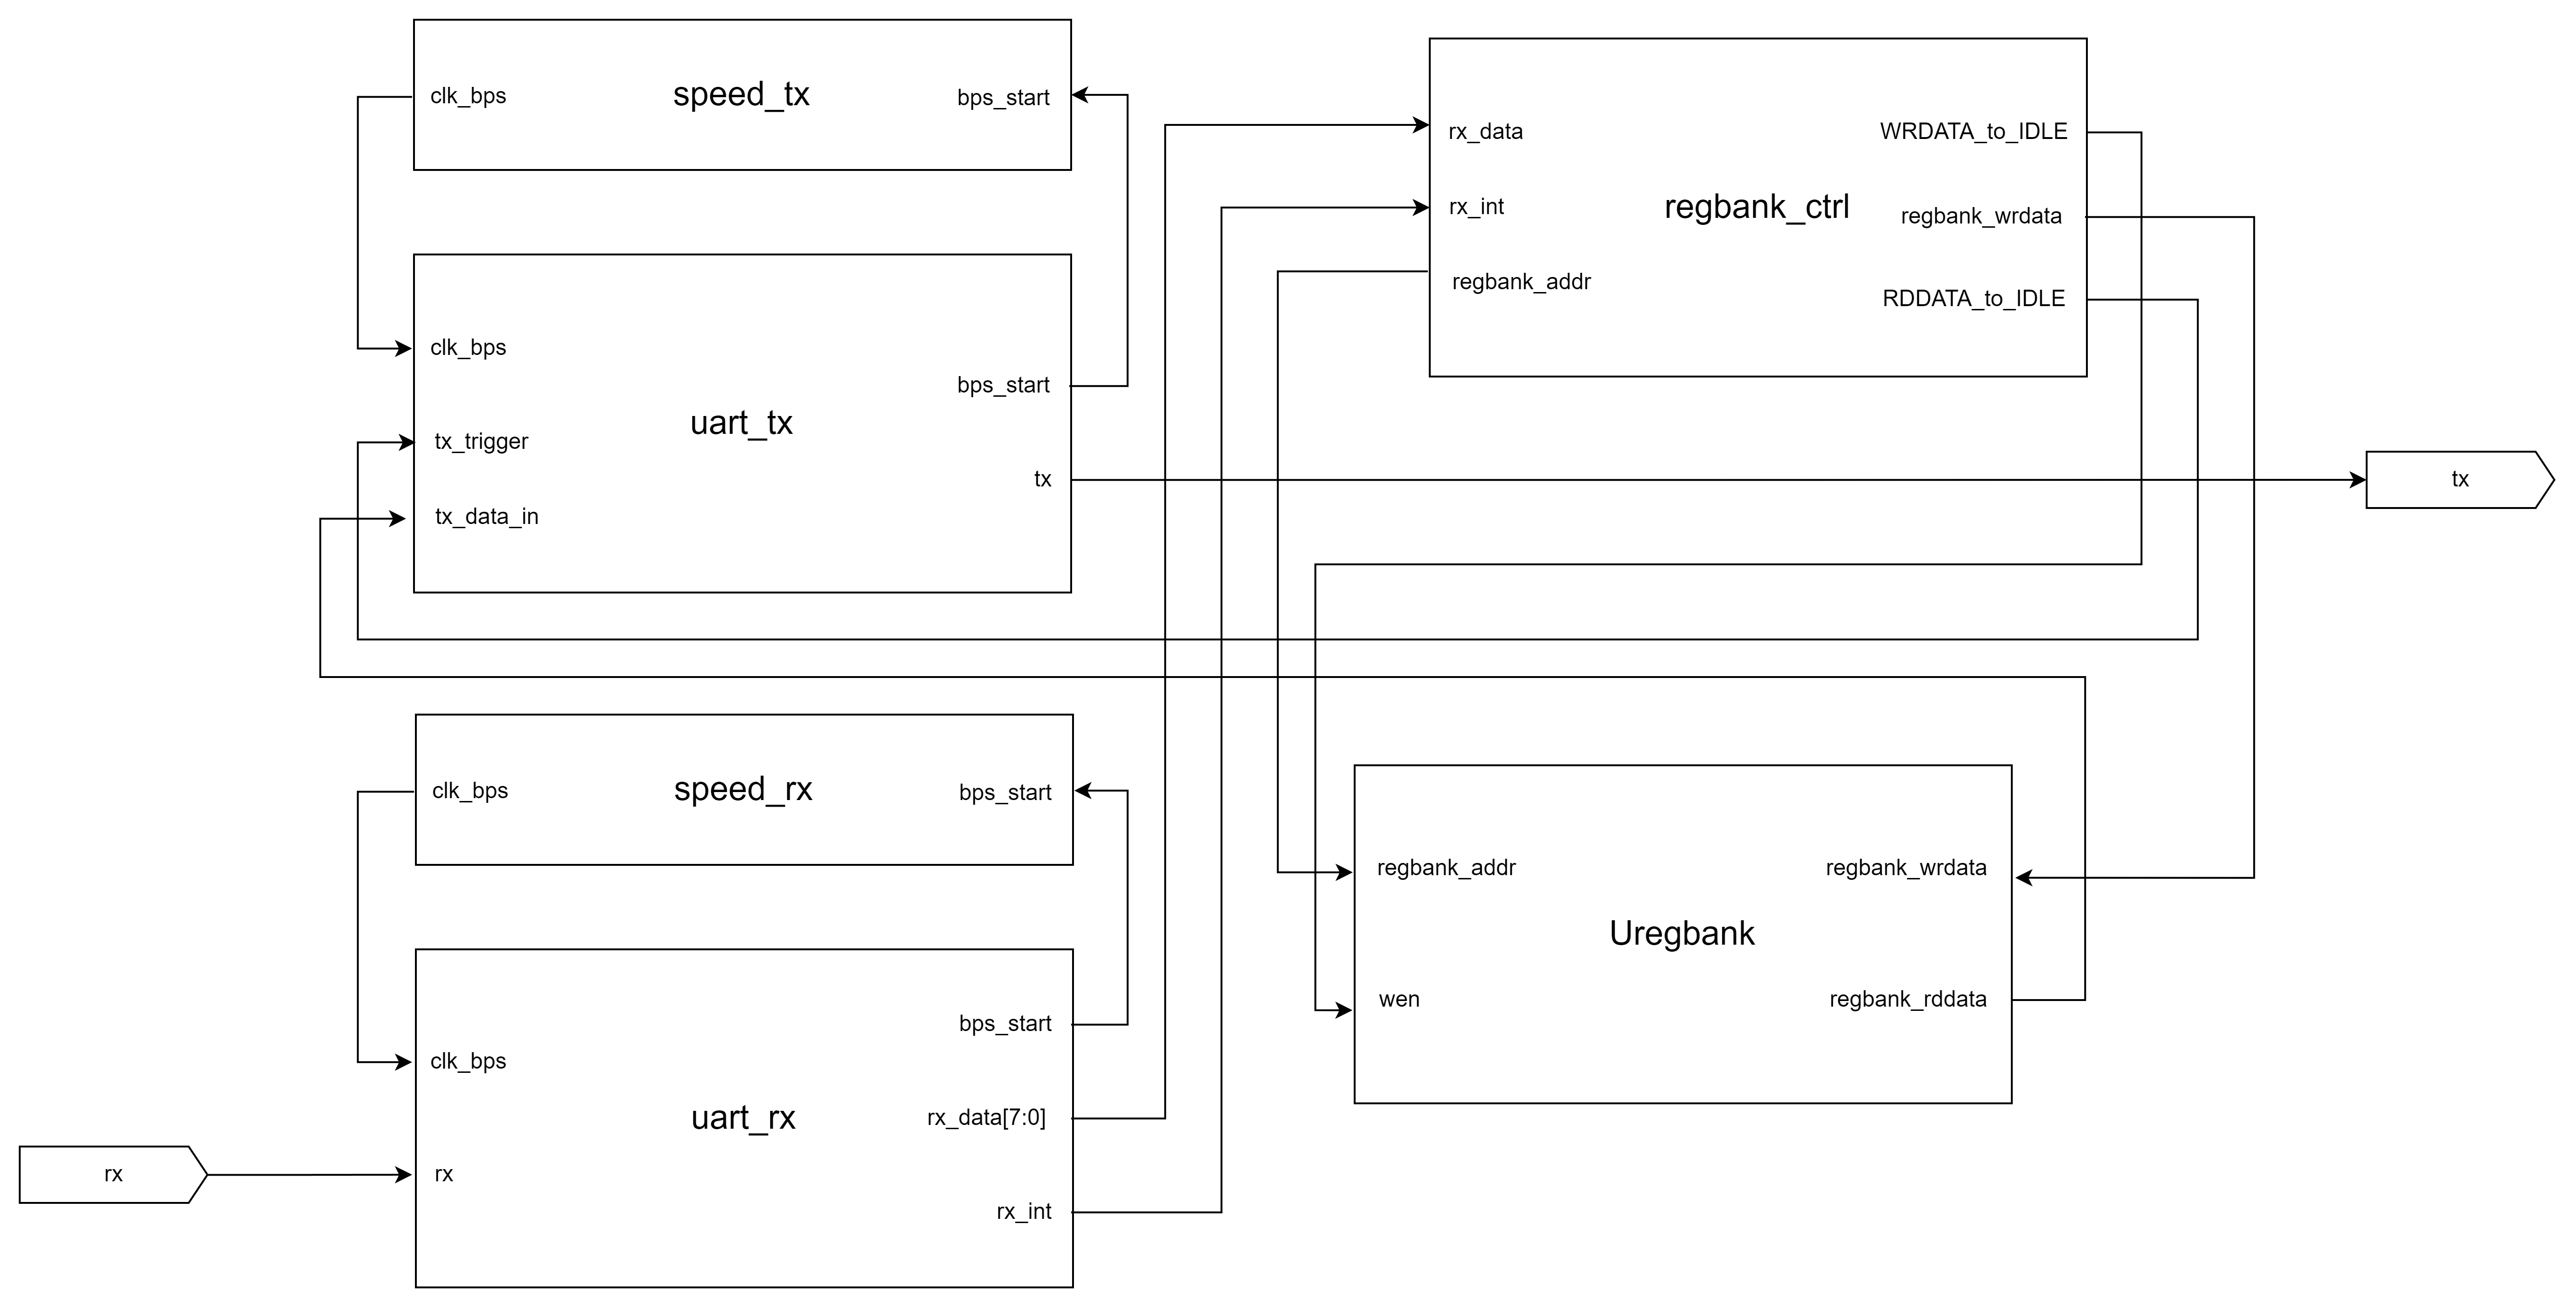 clk_bps
speed_tx
bps_start
clk_bps
tx_trigger
tx_data_in
uart_tx
bps_start
tx
rx_data
rx_int
regbank_addr
regbank_ctrl
WRDATA_to_IDLE
regbank_wrdata
RDDATA_to_IDLE
tx
clk_bps
speed_rx
bps_start
rx
clk_bps
rx
uart_rx
bps_start
rx_data[7:0]
rx_int
regbank_addr
wen
Uregbank
regbank_wrdata
regbank_rddata